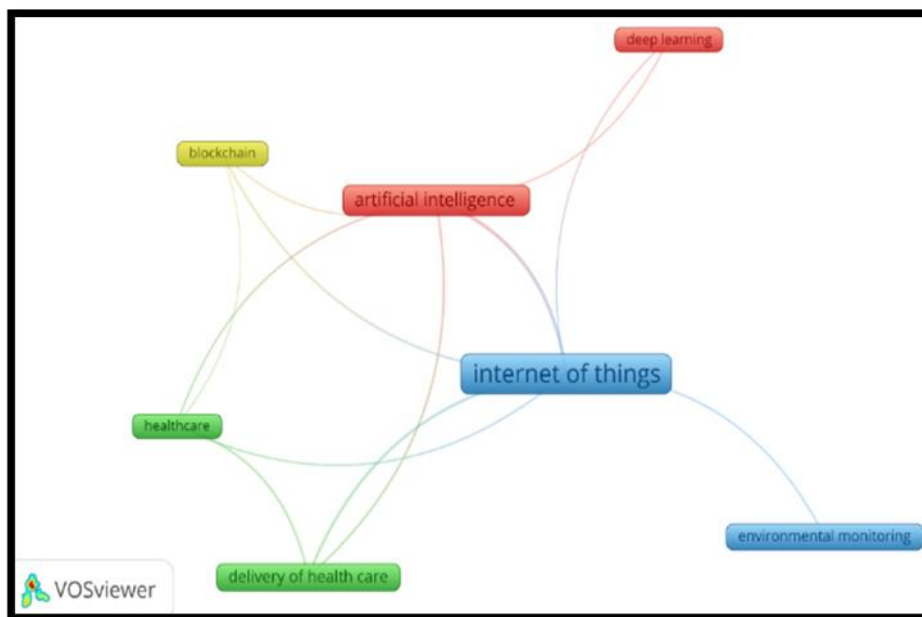 deep learning
blockchain
artificial intelligence
internet of things
healthcare
environmental monitoring
delivery of health care
VOSviewer